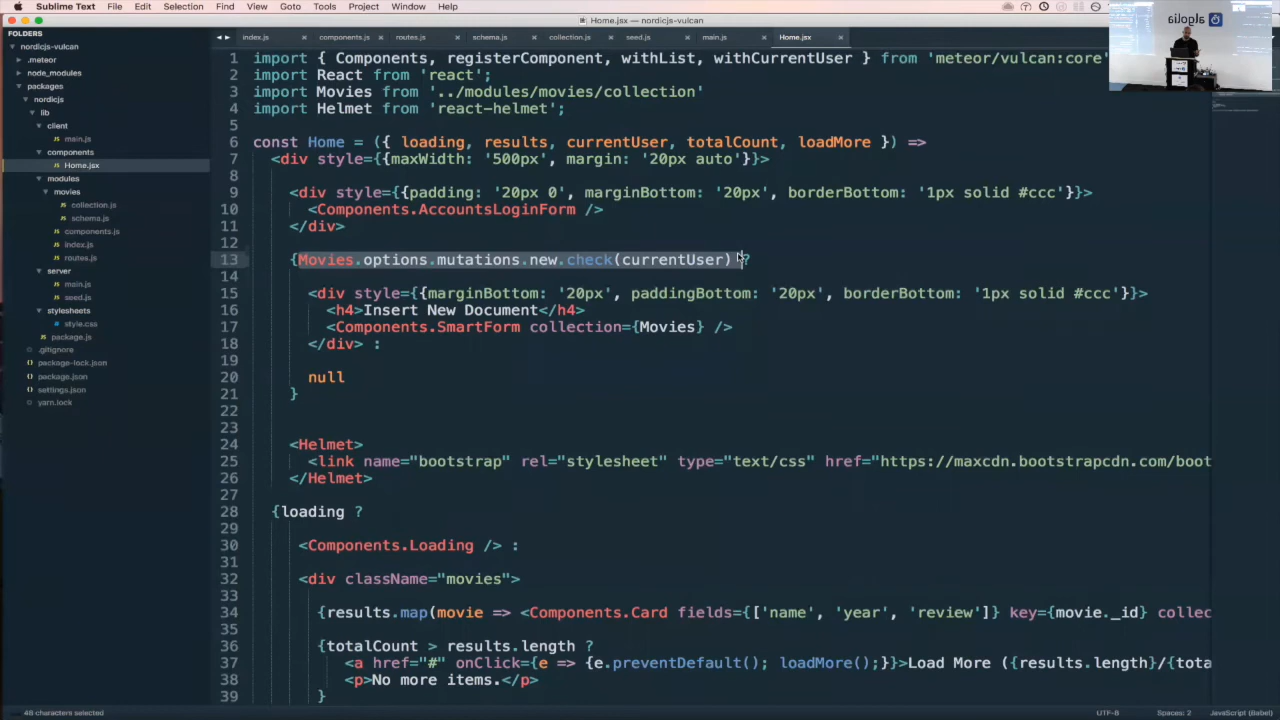 Sublime Text File Edit Selection Find View Goto Tools Project Window Help
Home.jsx — nordicjs-vulcan
algolia
FOLDERS
nordicjs-vulcan
.meteor
node_modules
packages
nordicjs
lib
client
main.js
components
Home.jsx
modules
movies
collection.js
schema.js
components.js
index.js
routes.js
server
main.js
seed.js
stylesheets
style.css
package.js
.gitignore
package-lock.json
package.json
settings.json
yarn.lock
index.js components.js routes.js schema.js collection.js seed.js main.js Home.jsx
1 import { Components, registerComponent, withList, withCurrentUser } from 'meteor/vulcan:core'
2 import React from 'react';
3 import Movies from '../modules/movies/collection'
4 import Helmet from 'react-helmet';
5
6 const Home = ({ loading, results, currentUser, totalCount, loadMore }) =>
7 <div style={{maxWidth: '500px', margin: '20px auto'}}>
8
9 <div style={{padding: '20px 0', marginBottom: '20px', borderBottom: '1px solid #ccc'}}>
10 <Components.AccountsLoginForm />
11 </div>
12
13 {Movies.options.mutations.new.check(currentUser) ?
14
15 <div style={{marginBottom: '20px', paddingBottom: '20px', borderBottom: '1px solid #ccc'}}>
16 <h4>Insert New Document</h4>
17 <Components.SmartForm collection={Movies} />
18 </div> :
19
20 null
21 }
22
23
24 <Helmet>
25 <link name="bootstrap" rel="stylesheet" type="text/css" href="https://maxcdn.bootstrapcdn.com/boot
26 </Helmet>
27
28 {loading ?
29
30 <Components.Loading /> :
31
32 <div className="movies">
33
34 {results.map(movie => <Components.Card fields={['name', 'year', 'review']} key={movie._id} collec
35
36 {totalCount > results.length ?
37 <a href="#" onClick={e => {e.preventDefault(); loadMore();}}>Load More ({results.length}/{tota
38 <p>No more items.</p>
39 }
48 characters selected UTF-8 Spaces: 2 JavaScript (Babel)